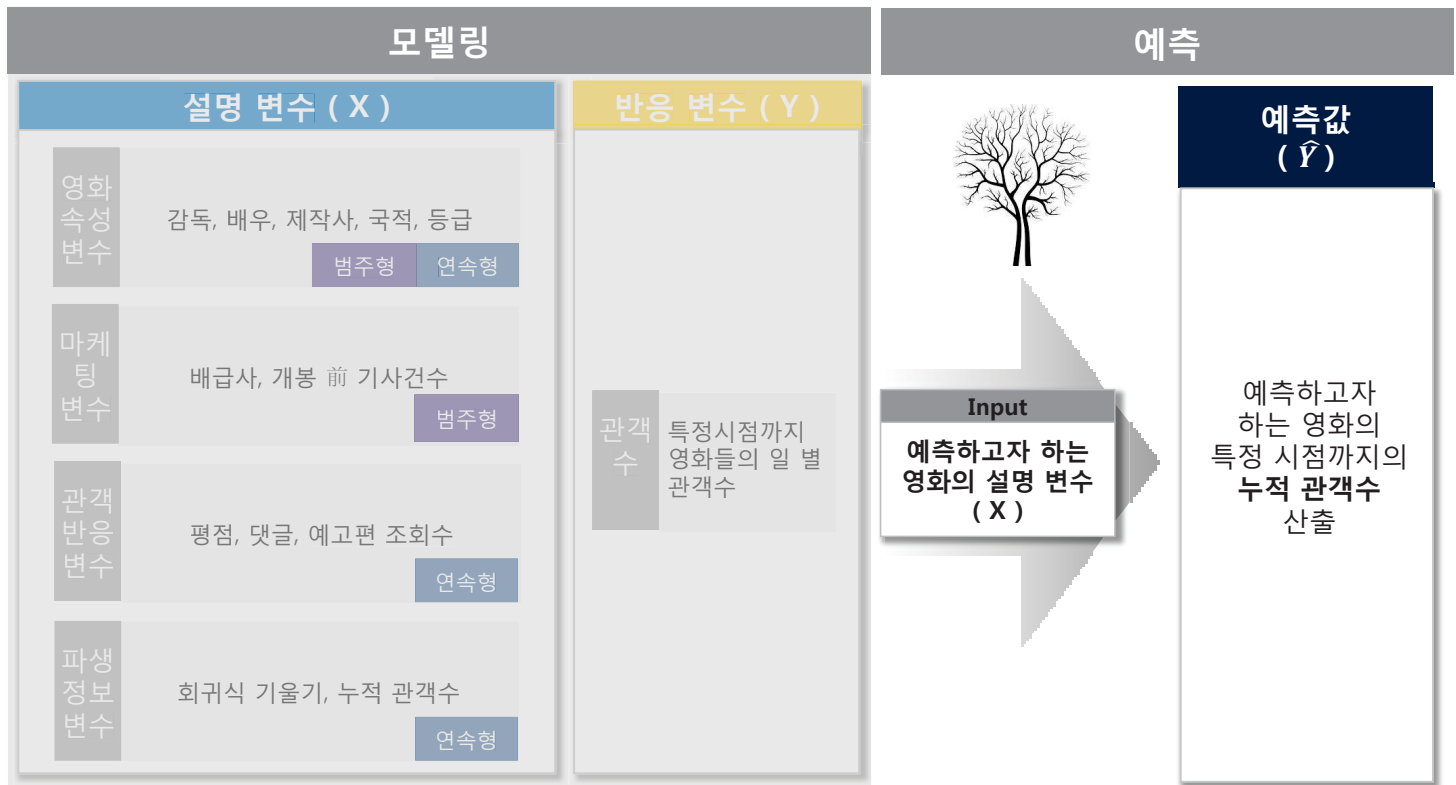 모델링
설명 변수 ( X )
영화
속성
변수
감독, 배우, 제작사, 국적, 등급
범주형
연속형
마케
팅
변수
배급사, 개봉 前 기사건수
범주형
관객
반응
변수
평점, 댓글, 예고편 조회수
연속형
파생
정보
변수
회귀식 기울기, 누적 관객수
연속형
반응 변수 ( Y )
관객
수
특정시점까지
영화들의 일 별
관객수
예측
Input
예측하고자 하는
영화의 설명 변수
( X )
예측값
( Ŷ )
예측하고자
하는 영화의
특정 시점까지의
누적 관객수
산출